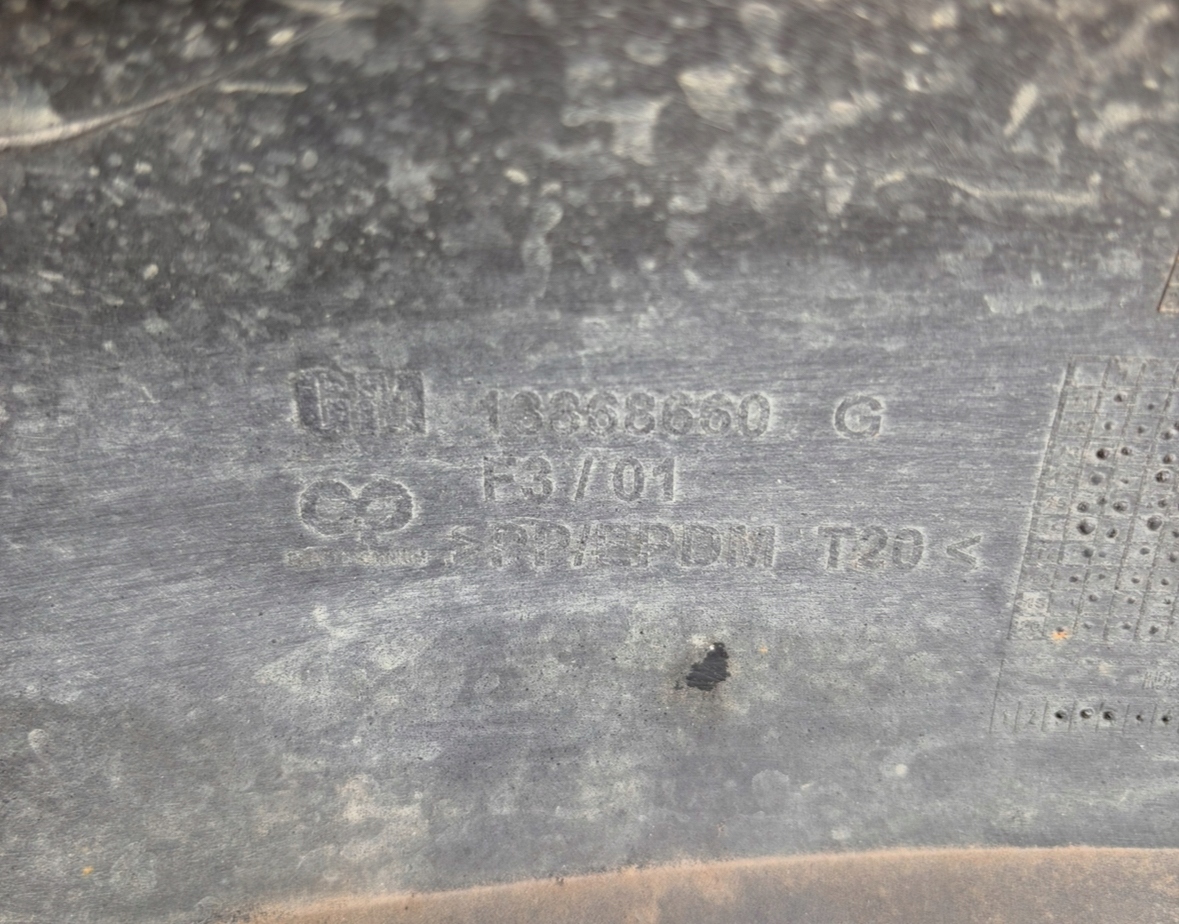 GM 13368660 G
F3 / 01
>PP/EPDM T20<